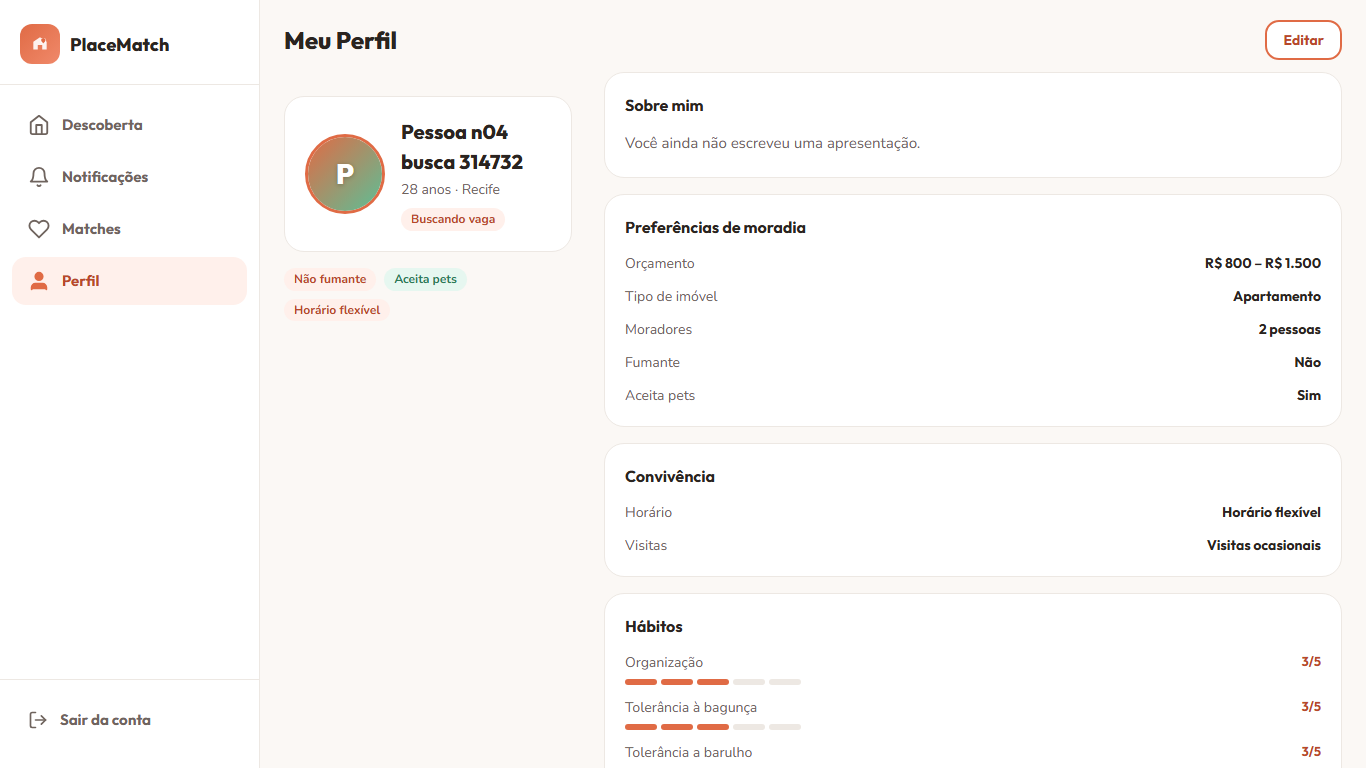 PlaceMatch
Descoberta
Notificações
Matches
Perfil
Sair da conta
Meu Perfil
Editar
P
Pessoa n04
busca 314732
28 anos · Recife
Buscando vaga
Não fumante
Aceita pets
Horário flexível
Sobre mim
Você ainda não escreveu uma apresentação.
Preferências de moradia
Orçamento R$ 800 – R$ 1.500
Tipo de imóvel Apartamento
Moradores 2 pessoas
Fumante Não
Aceita pets Sim
Convivência
Horário Horário flexível
Visitas Visitas ocasionais
Hábitos
Organização 3/5
Tolerância à bagunça 3/5
Tolerância a barulho 3/5